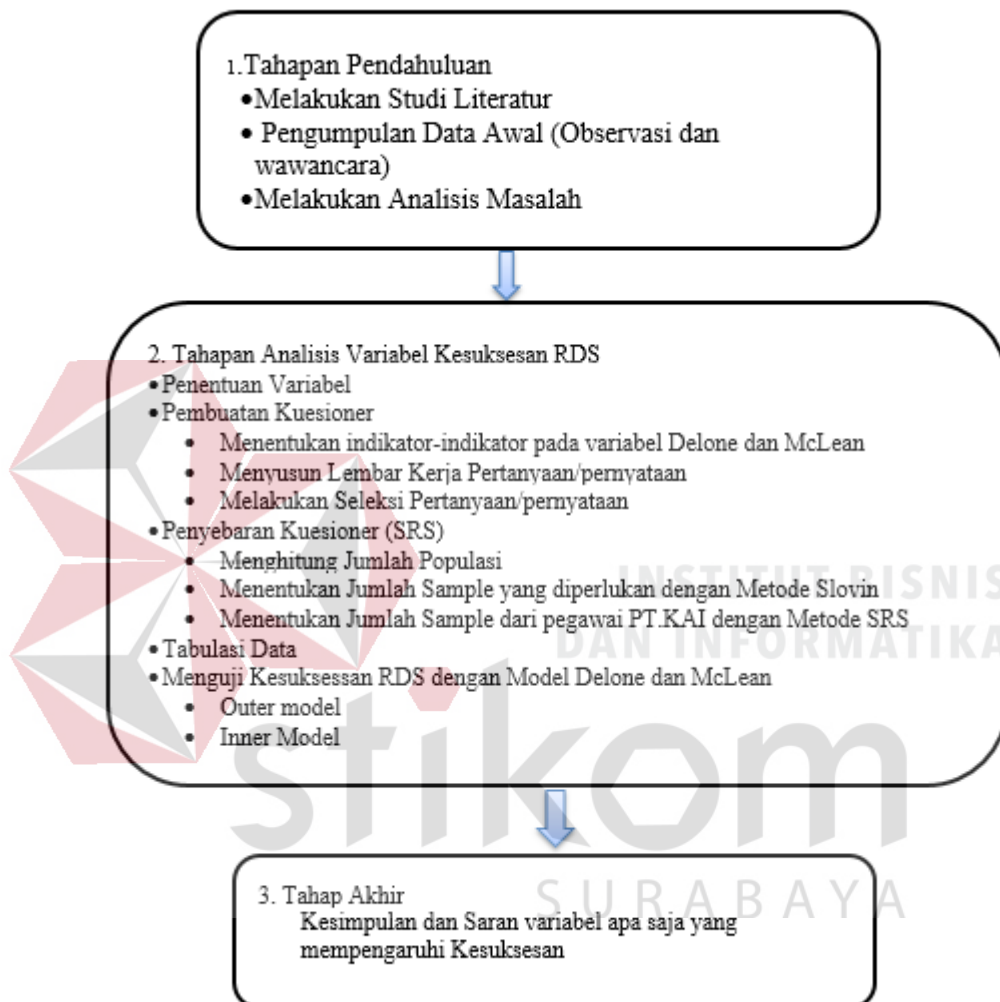 1.Tahapan Pendahuluan
•Melakukan Studi Literatur
• Pengumpulan Data Awal (Observasi dan
wawancara)
•Melakukan Analisis Masalah
2. Tahapan Analisis Variabel Kesuksesan RDS
•Penentuan Variabel
•Pembuatan Kuesioner
• Menentukan indikator-indikator pada variabel Delone dan McLean
• Menyusun Lembar Kerja Pertanyaan/pernyataan
• Melakukan Seleksi Pertanyaan/pernyataan
•Penyebaran Kuesioner (SRS)
• Menghitung Jumlah Populasi
• Menentukan Jumlah Sample yang diperlukan dengan Metode Slovin
• Menentukan Jumlah Sample dari pegawai PT.KAI dengan Metode SRS
•Tabulasi Data
•Menguji Kesuksessan RDS dengan Model Delone dan McLean
• Outer model
• Inner Model
INSTITUT BISNIS
DAN INFORMATIKA
stikom
SURABAYA
3. Tahap Akhir
Kesimpulan dan Saran variabel apa saja yang
mempengaruhi Kesuksesan